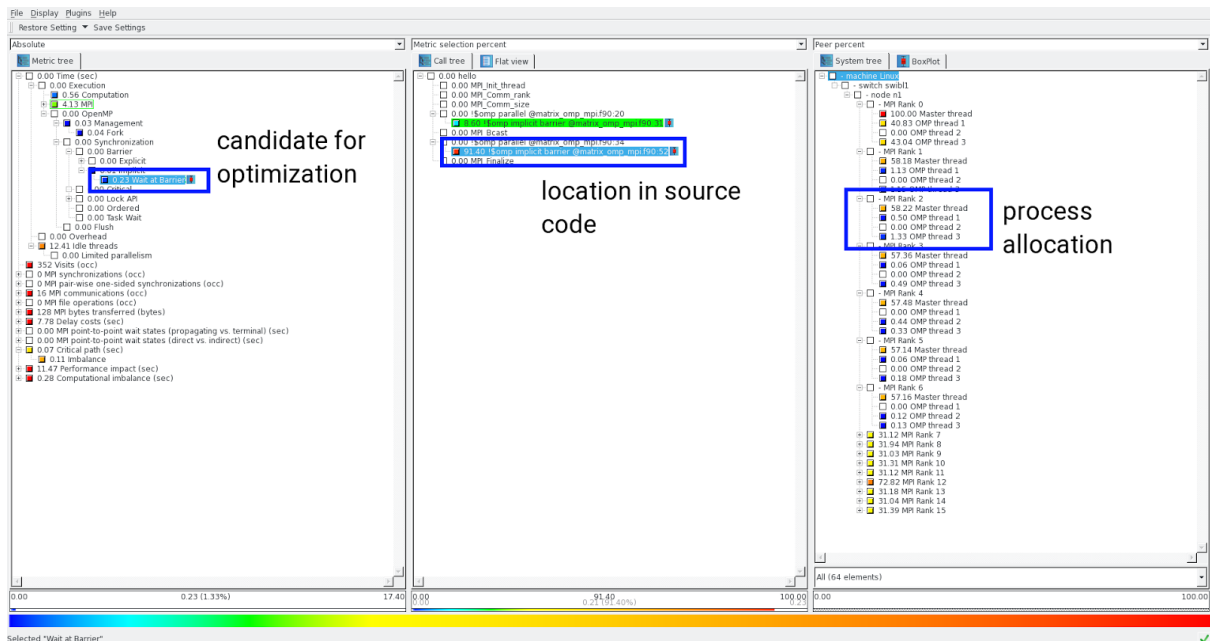 File Display Plugins Help
Restore Setting Save Settings
Absolute
Metric tree
0.00 Time (sec)
0.00 Execution
0.56 Computation
4.13 MPI
0.00 OpenMP
0.03 Management
0.04 Fork
0.00 Synchronization
0.00 Barrier
0.00 Explicit
0.01 Implicit
0.23 Wait at Barrier
0.00 Critical
0.00 Lock API
0.00 Ordered
0.00 Task Wait
0.00 Flush
0.00 Overhead
12.41 Idle threads
0.00 Limited parallelism
352 Visits (occ)
0 MPI synchronizations (occ)
0 MPI pair-wise one-sided synchronizations (occ)
16 MPI communications (occ)
0 MPI file operations (occ)
128 MPI bytes transferred (bytes)
7.78 Delay costs (sec)
0.00 MPI point-to-point wait states (propagating vs. terminal) (sec)
0.00 MPI point-to-point wait states (direct vs. indirect) (sec)
0.07 Critical path (sec)
0.11 Imbalance
11.47 Performance impact (sec)
0.28 Computational imbalance (sec)
candidate for
optimization
0.00 0.23 (1.33%) 17.40
Metric selection percent
Call tree Flat view
0.00 hello
0.00 MPI_Init_thread
0.00 MPI_Comm_rank
0.00 MPI_Comm_size
0.00 !$omp parallel @matrix_omp_mpi.f90:20
8.60 !$omp implicit barrier @matrix_omp_mpi.f90:31
0.00 MPI_Bcast
0.00 !$omp parallel @matrix_omp_mpi.f90:34
91.40 !$omp implicit barrier @matrix_omp_mpi.f90:52
0.00 MPI_Finalize
location in source
code
0.00 91.40 100.00
0.00 0.21 (91.40%) 0.23
Peer percent
System tree BoxPlot
- machine Linux
- switch swibl1
- node n1
- MPI Rank 0
100.00 Master thread
40.83 OMP thread 1
0.00 OMP thread 2
43.04 OMP thread 3
- MPI Rank 1
58.18 Master thread
1.13 OMP thread 1
0.00 OMP thread 2
- MPI Rank 2
58.22 Master thread
0.50 OMP thread 1
0.00 OMP thread 2
1.33 OMP thread 3
- MPI Rank 3
57.36 Master thread
0.06 OMP thread 1
0.00 OMP thread 2
0.49 OMP thread 3
- MPI Rank 4
57.48 Master thread
0.00 OMP thread 1
0.44 OMP thread 2
0.33 OMP thread 3
- MPI Rank 5
57.14 Master thread
0.06 OMP thread 1
0.00 OMP thread 2
0.18 OMP thread 3
- MPI Rank 6
57.16 Master thread
0.00 OMP thread 1
0.12 OMP thread 2
0.13 OMP thread 3
31.12 MPI Rank 7
31.94 MPI Rank 8
31.03 MPI Rank 9
31.31 MPI Rank 10
31.12 MPI Rank 11
72.82 MPI Rank 12
31.18 MPI Rank 13
31.04 MPI Rank 14
31.39 MPI Rank 15
process
allocation
All (64 elements)
0.00 100.00
Selected "Wait at Barrier"